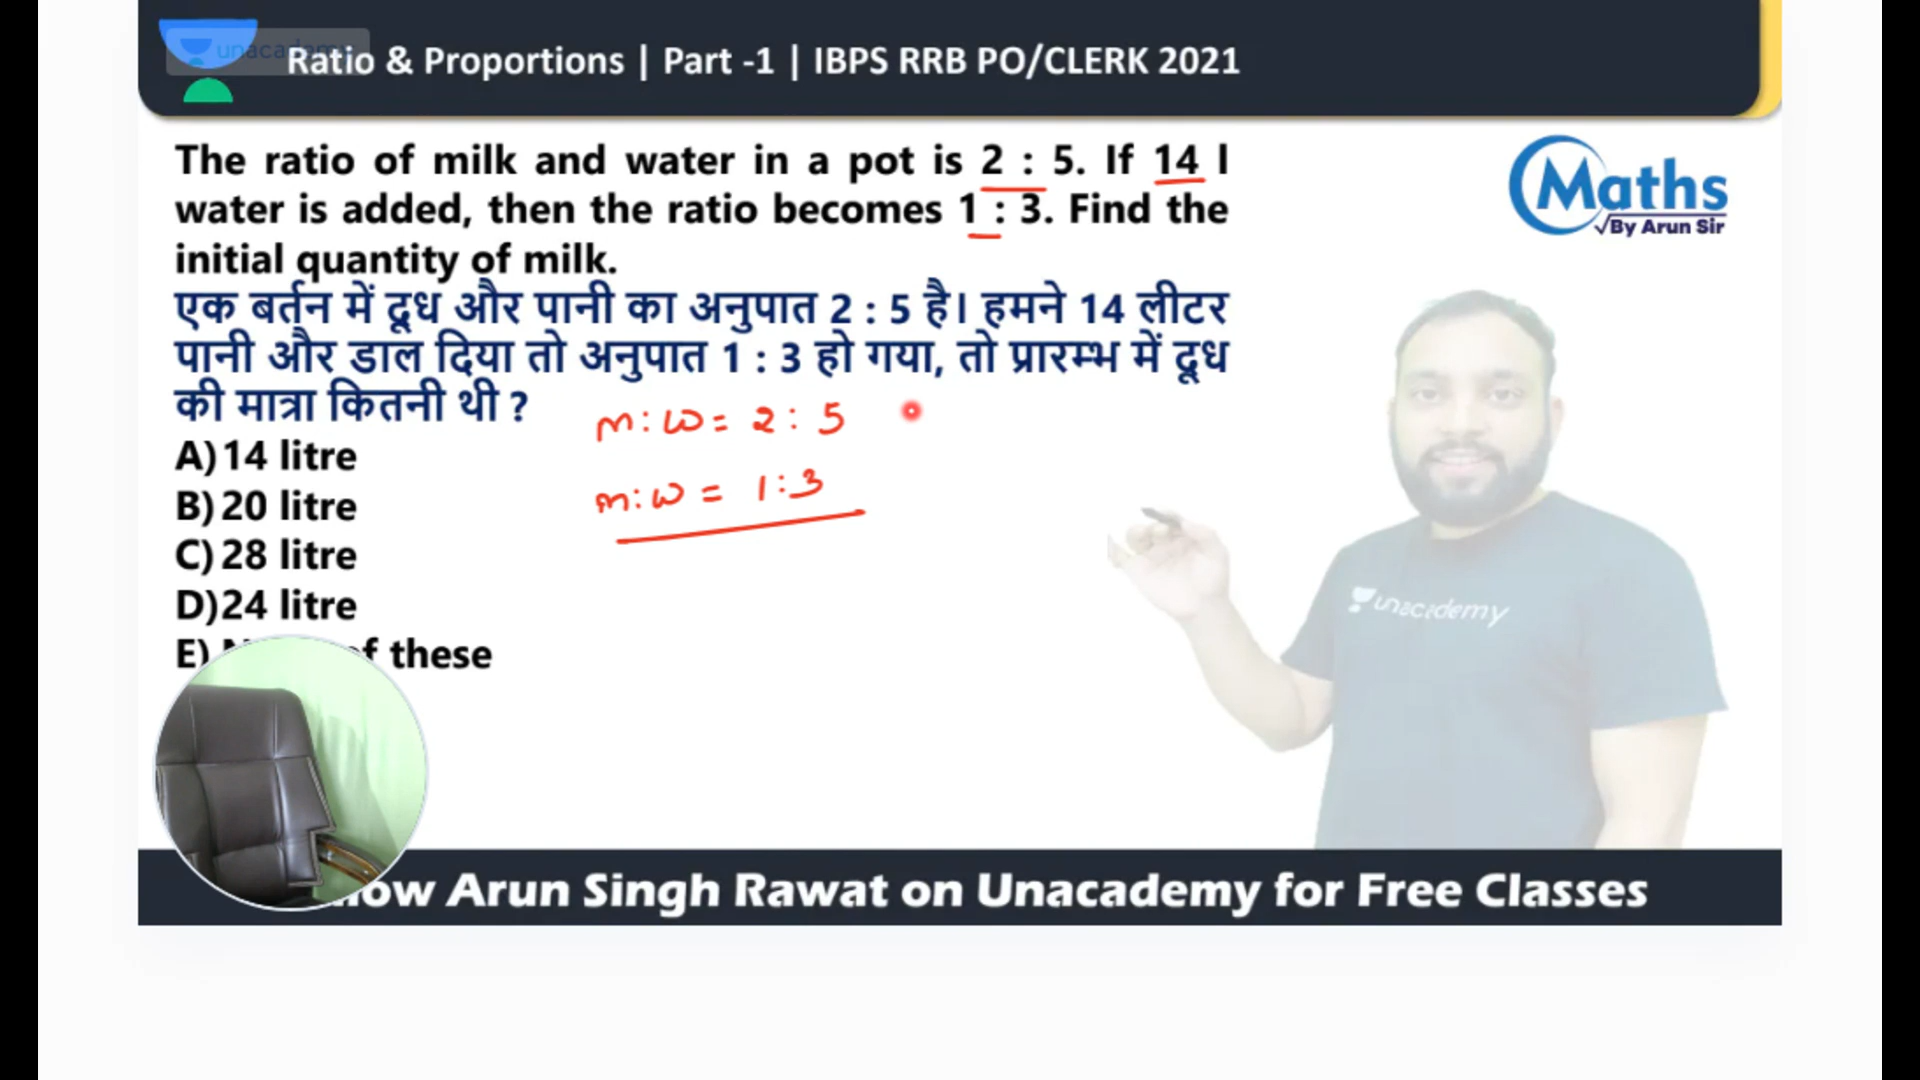 unacademy
Ratio & Proportions | Part -1 | IBPS RRB PO/CLERK 2021
Maths
√By Arun Sir
The ratio of milk and water in a pot is 2 : 5. If 14 l
water is added, then the ratio becomes 1 : 3. Find the
initial quantity of milk.
एक बर्तन में दूध और पानी का अनुपात 2 : 5 है। हमने 14 लीटर
पानी और डाल दिया तो अनुपात 1 : 3 हो गया, तो प्रारम्भ में दूध
की मात्रा कितनी थी ?
m:w = 2 : 5
A) 14 litre
m:w = 1:3
B) 20 litre
C) 28 litre
D) 24 litre
E) these
unacademy
Arun Singh Rawat on Unacademy for Free Classes